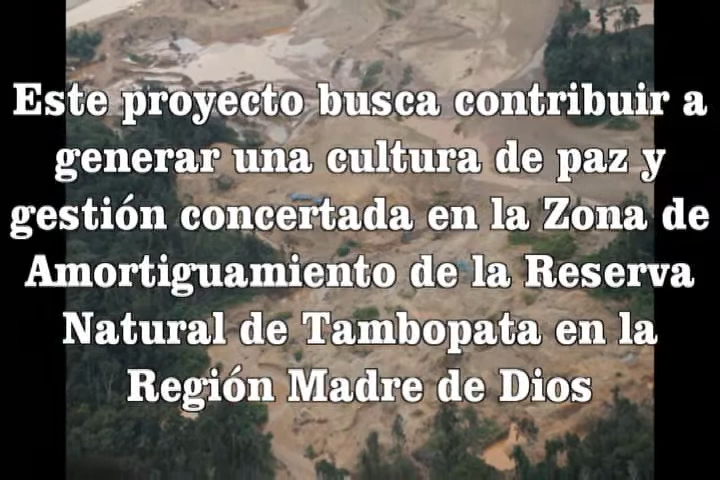 Este proyecto busca contribuir a
generar una cultura de paz y
gestión concertada en la Zona de
Amortiguamiento de la Reserva
Natural de Tambopata en la
Región Madre de Dios